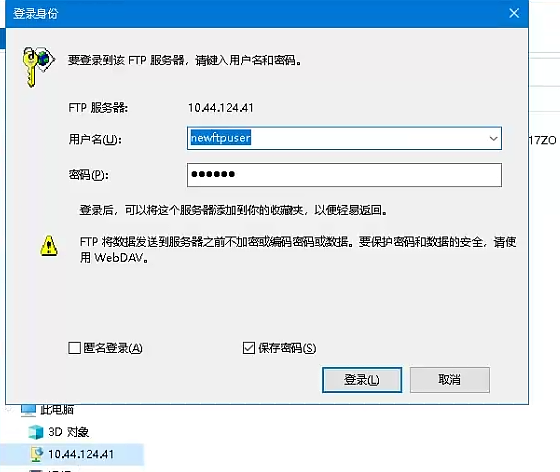 登录身份
要登录到该 FTP 服务器，请键入用户名和密码。
FTP 服务器:
10.44.124.41
用户名(U):
newftpuser
17ZO
密码(P):
●●●●●●
登录后，可以将这个服务器添加到你的收藏夹，以便轻易返回。
FTP 将数据发送到服务器之前不加密或编码密码或数据。要保护密码和数据的安全，请使
用 WebDAV。
匿名登录(A)
保存密码(S)
登录(L)
取消
此电脑
3D 对象
10.44.124.41